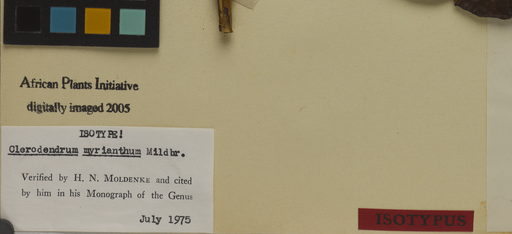 African Plants Initiative
digitally imaged 2005
ISOTYPE!
Clerodendrum myrianthum Mildbr.
Verified by H. N. MOLDENKE and cited
by him in his Monograph of the Genus
July 1975
ISOTYPUS